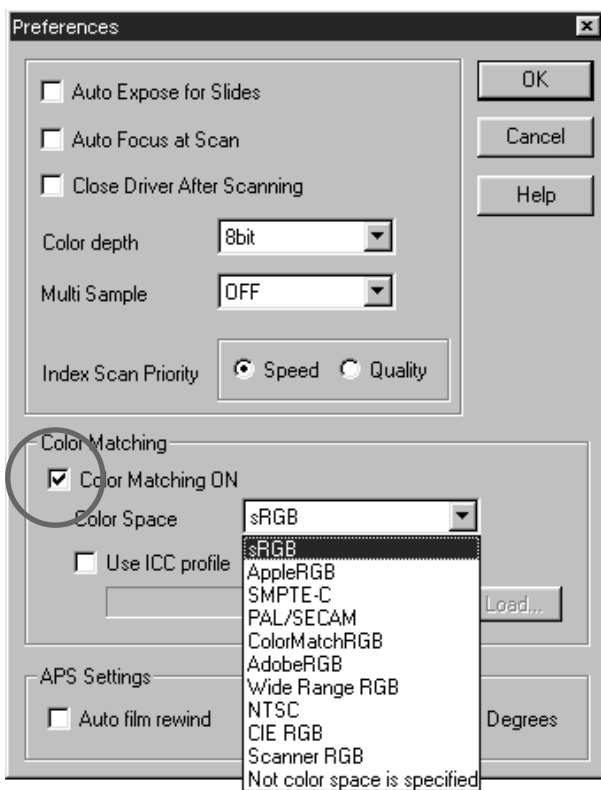 Preferences
Auto Expose for Slides
Auto Focus at Scan
Close Driver After Scanning
Color depth
8bit
Multi Sample
OFF
Index Scan Priority
Speed
Quality
OK
Cancel
Help
Color Matching
Color Matching ON
Color Space
sRGB
Use ICC profile
Load...
sRGB
AppleRGB
SMPTE-C
PAL/SECAM
ColorMatchRGB
AdobeRGB
Wide Range RGB
NTSC
CIE RGB
Scanner RGB
Not color space is specified
APS Settings
Auto film rewind
Degrees